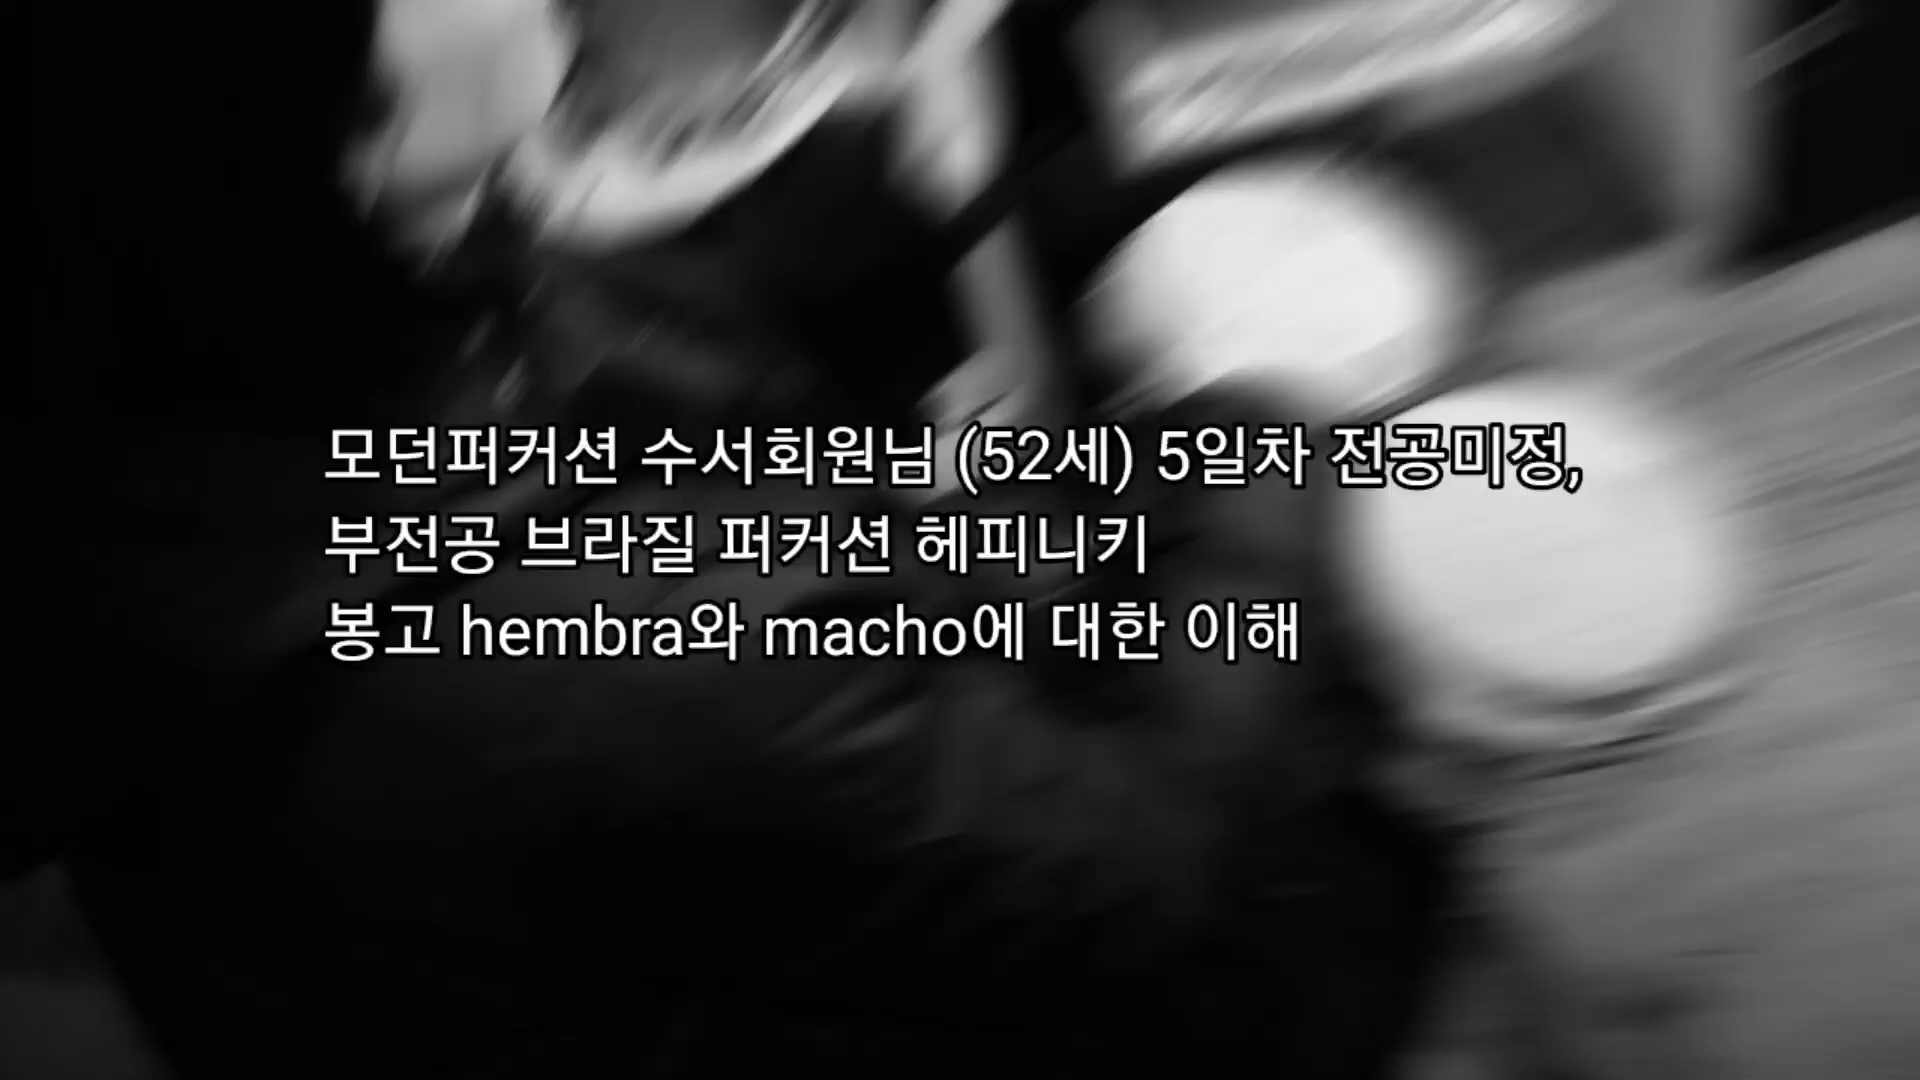 모던퍼커션 수서회원님 (52세) 5일차 전공미정,
부전공 브라질 퍼커션 헤피니키
봉고 hembra와 macho에 대한 이해